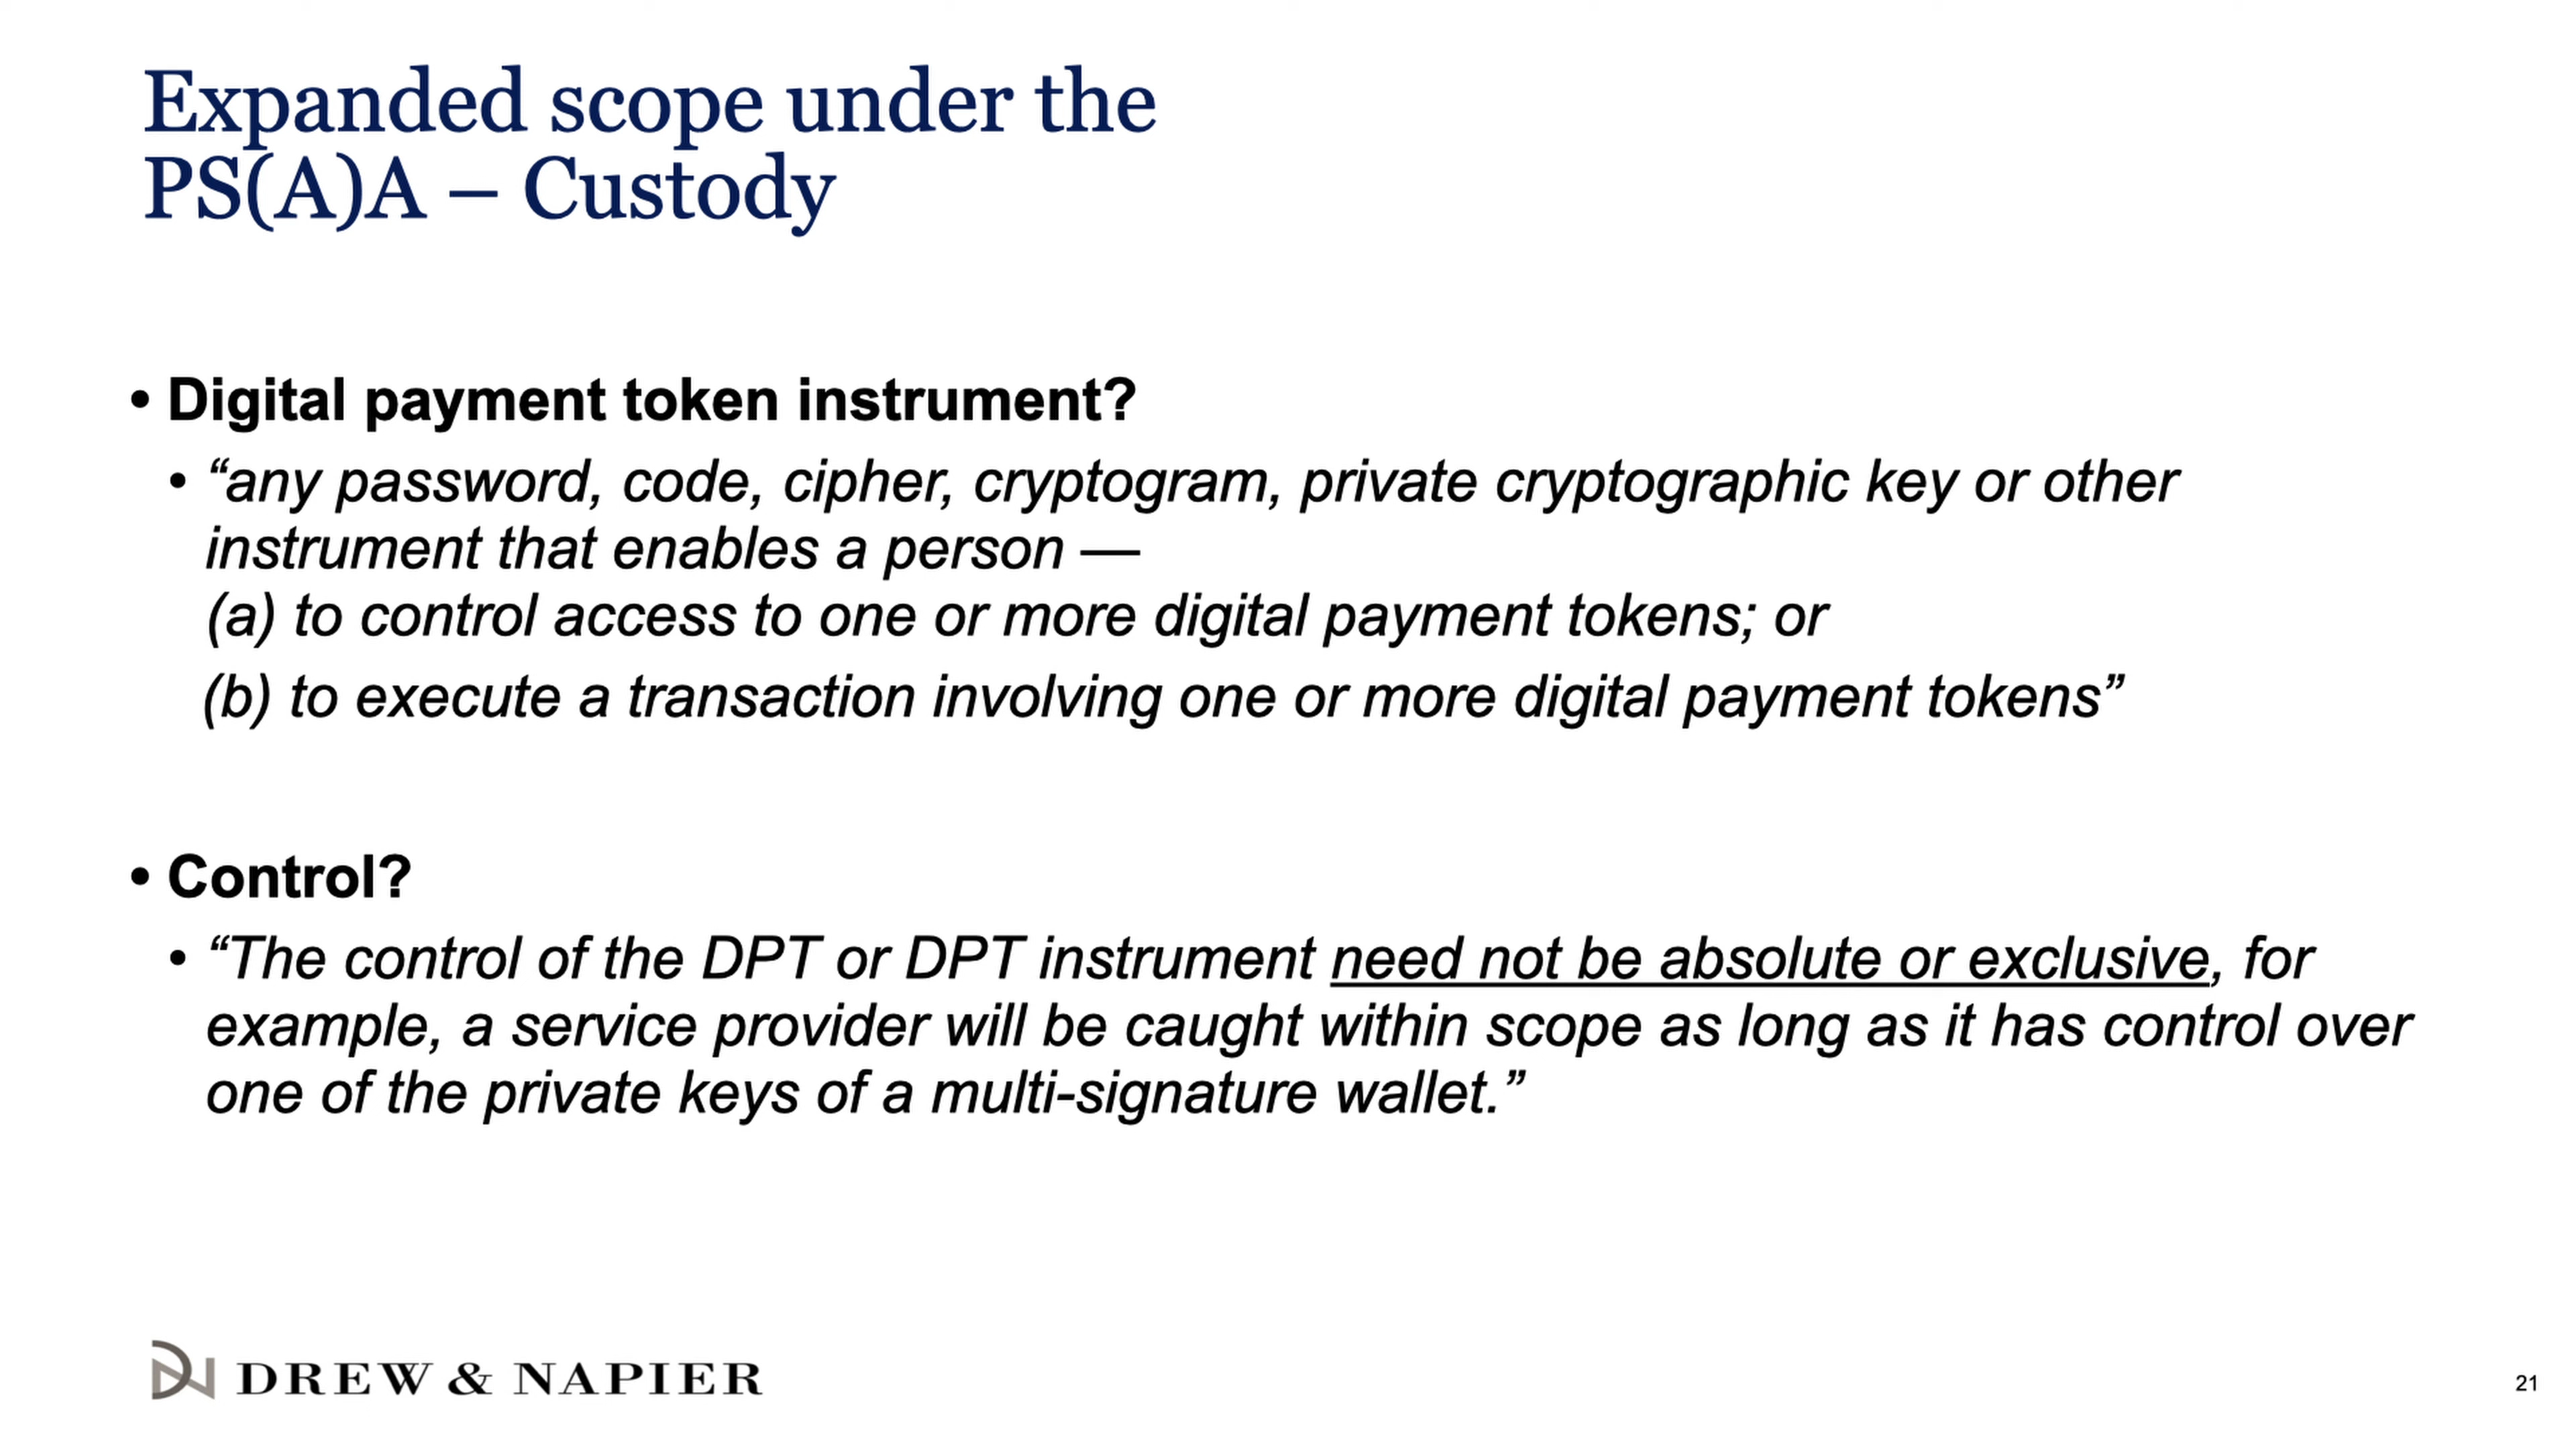 Expanded scope under the
PS(A)A – Custody
• Digital payment token instrument?
• “any password, code, cipher, cryptogram, private cryptographic key or other
instrument that enables a person —
(a) to control access to one or more digital payment tokens; or
(b) to execute a transaction involving one or more digital payment tokens”
• Control?
• “The control of the DPT or DPT instrument need not be absolute or exclusive, for
example, a service provider will be caught within scope as long as it has control over
one of the private keys of a multi-signature wallet.”
DREW & NAPIER
21